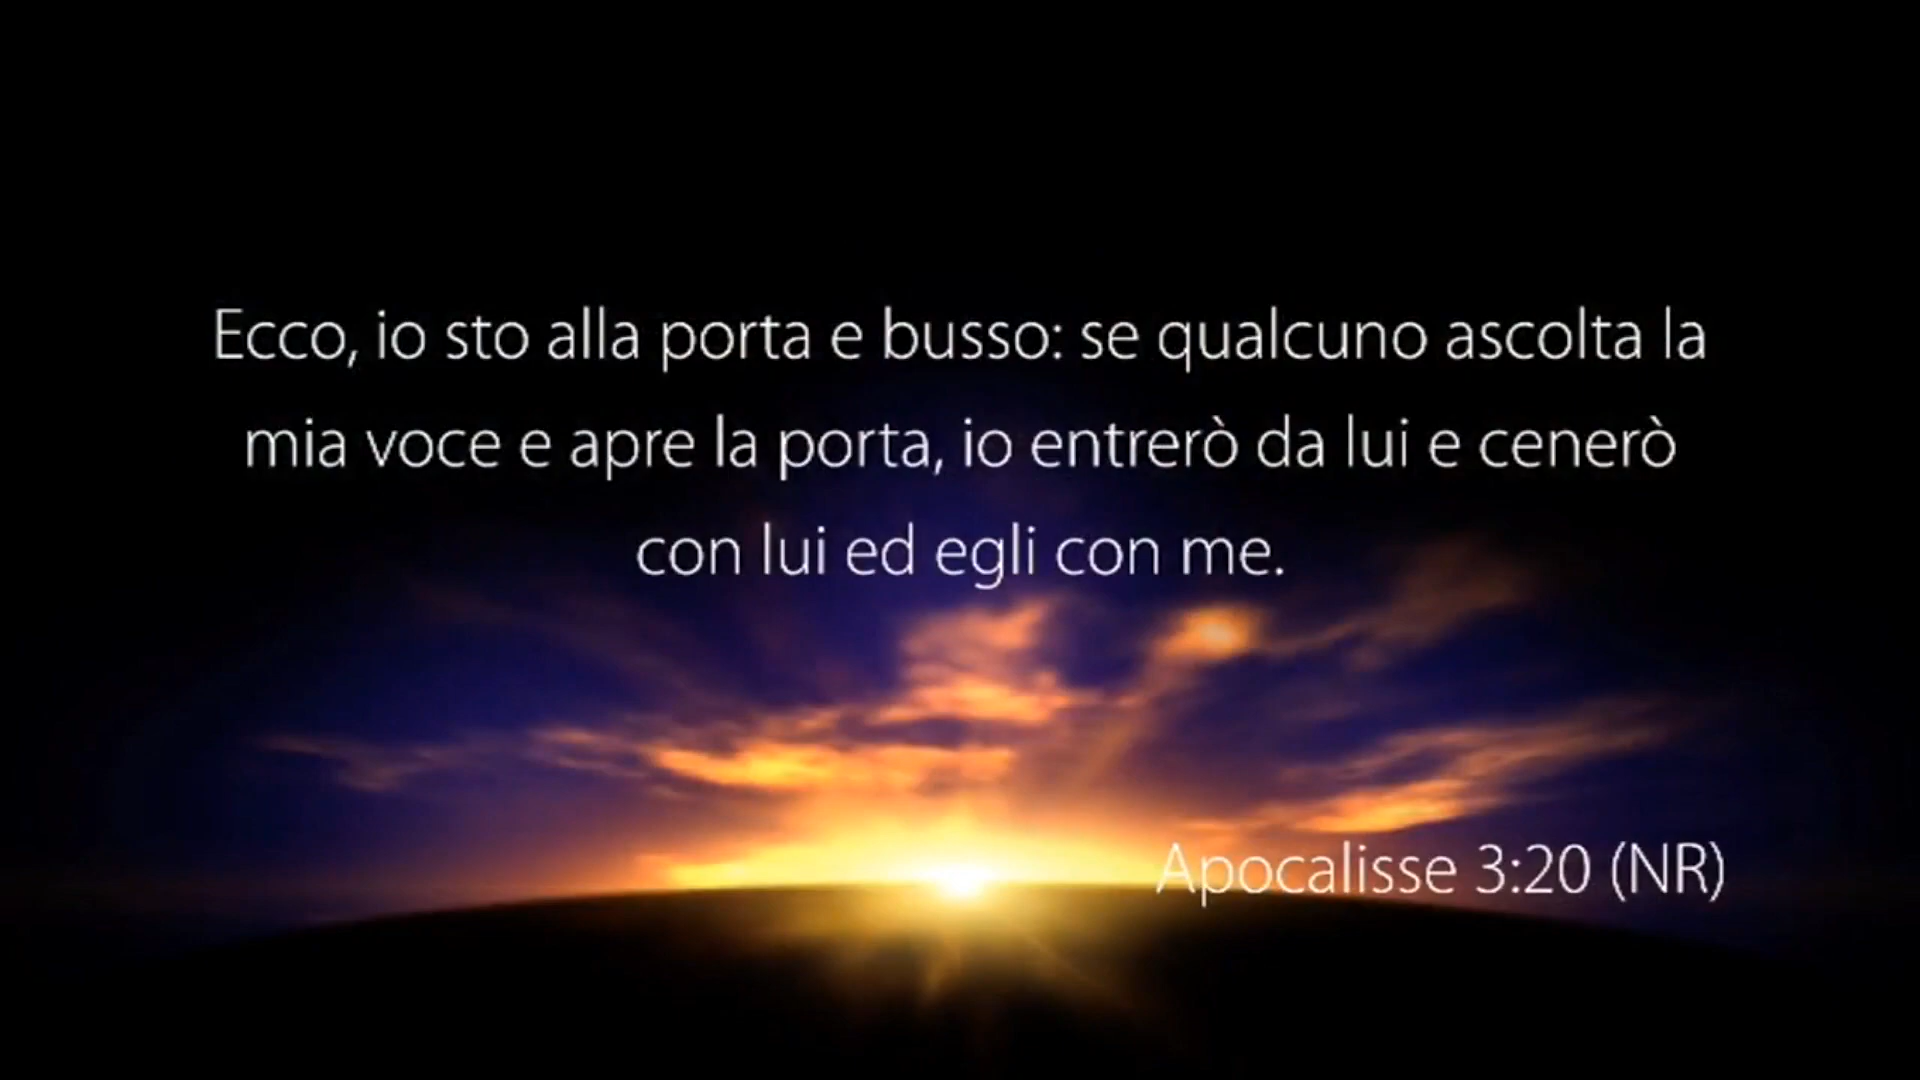 Ecco, io sto alla porta e busso: se qualcuno ascolta la
mia voce e apre la porta, io entrerò da lui e cenerò
con lui ed egli con me.
Apocalisse 3:20 (NR)